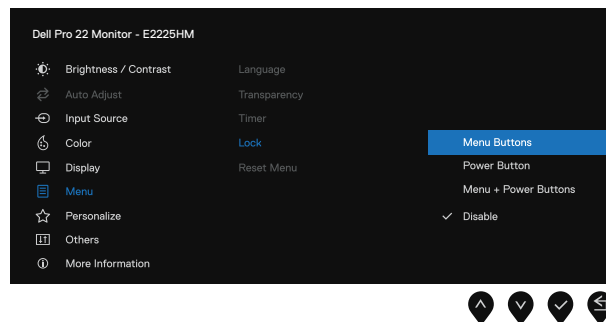 Dell Pro 22 Monitor - E2225HM
Brightness / Contrast
Auto Adjust
Input Source
Color
Display
Menu
Personalize
Others
More Information
Language
Transparency
Timer
Lock
Reset Menu
Menu Buttons
Power Button
Menu + Power Buttons
Disable